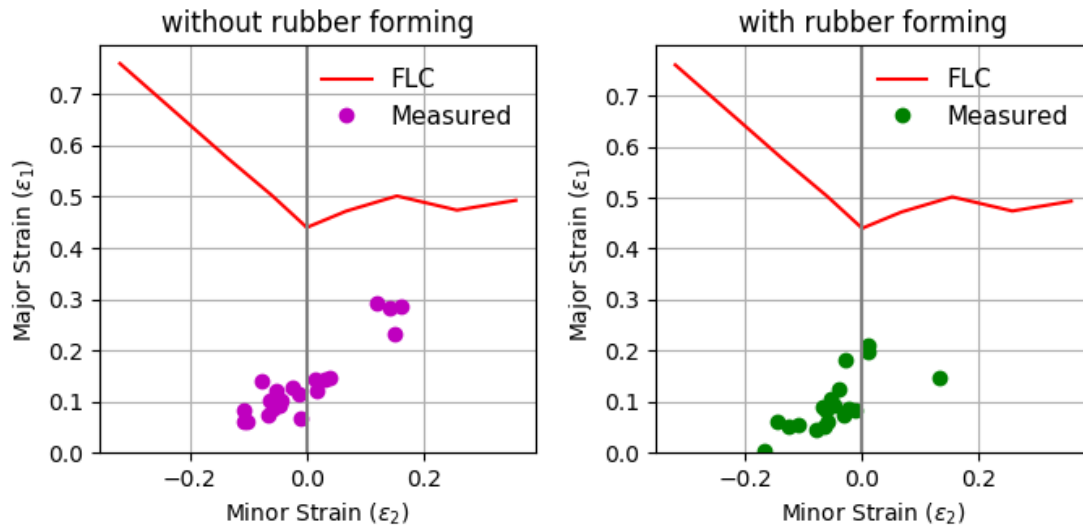 without rubber forming
FLC
Measured
0.7
0.6
0.5
0.4
0.3
0.2
0.1
0.0
Major Strain (ε₁)
−0.2
0.0
0.2
Minor Strain (ε₂)
with rubber forming
FLC
Measured
0.7
0.6
0.5
0.4
0.3
0.2
0.1
0.0
Major Strain (ε₁)
−0.2
0.0
0.2
Minor Strain (ε₂)